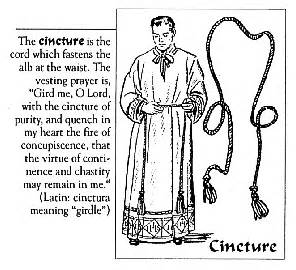 The cincture is the
cord which fastens the
alb at the waist. The
vesting prayer is,
"Gird me, O Lord,
with the cincture of
purity, and quench in
my heart the fire of
concupiscence, that
the virtue of conti-
nence and chastity
may remain in me."
(Latin: cinctura
meaning "girdle")
Cincture